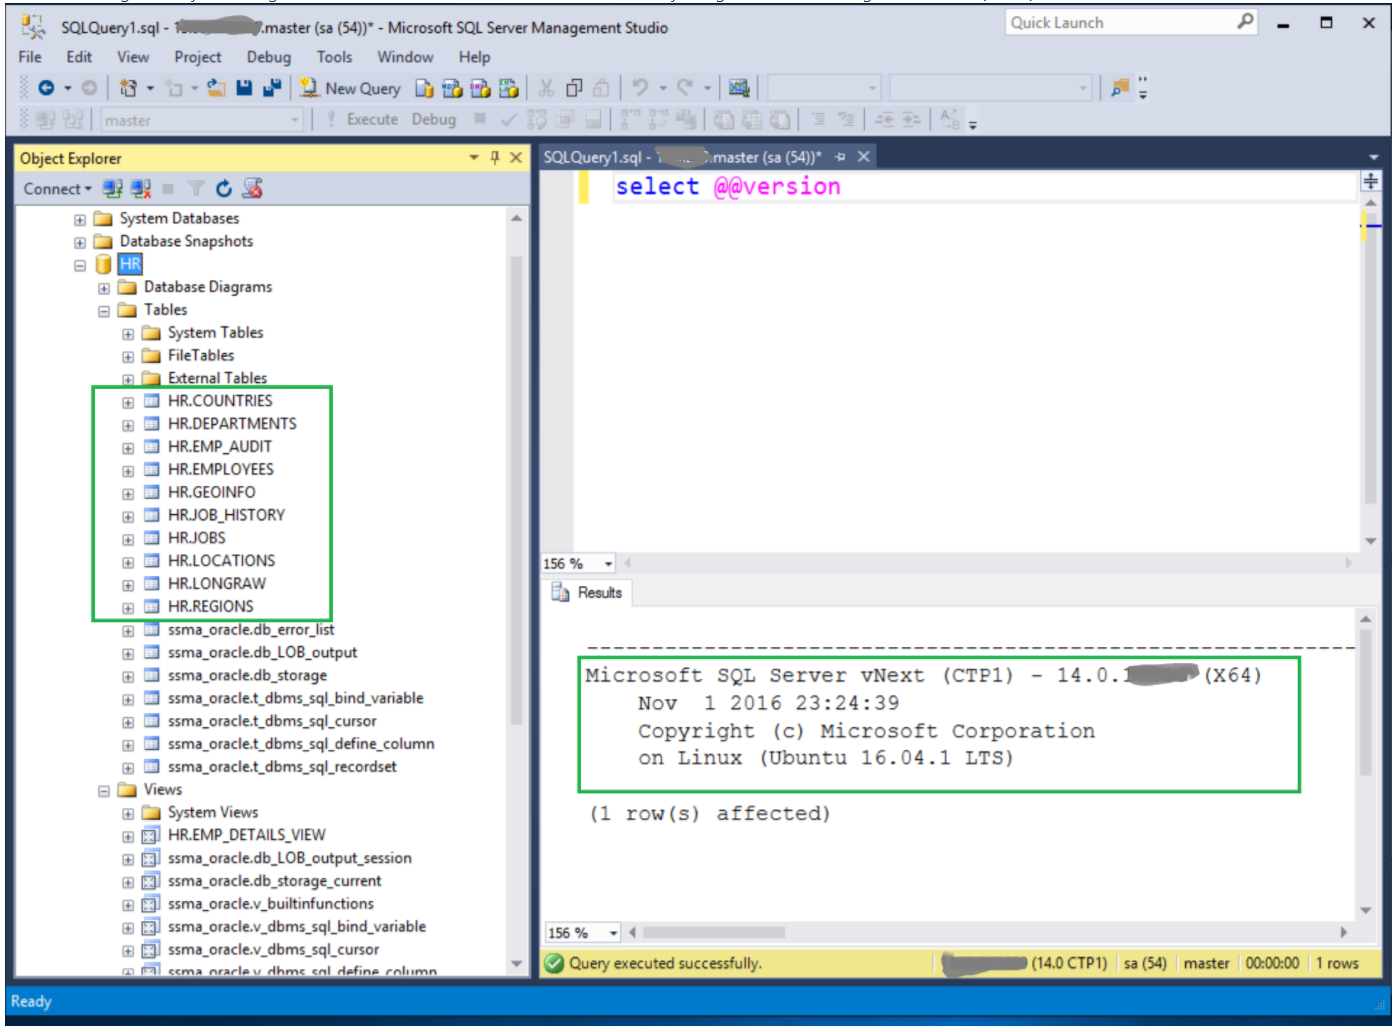 SQLQuery1.sql - .master (sa (54))* - Microsoft SQL Server Management Studio
Quick Launch
File Edit View Project Debug Tools Window Help
New Query
master
Execute Debug
Object Explorer
SQLQuery1.sql - .master (sa (54))*
Connect
select @@version
System Databases
Database Snapshots
HR
Database Diagrams
Tables
System Tables
FileTables
External Tables
HR.COUNTRIES
HR.DEPARTMENTS
HR.EMP_AUDIT
HR.EMPLOYEES
HR.GEOINFO
HR.JOB_HISTORY
HR.JOBS
HR.LOCATIONS
HR.LONGRAW
HR.REGIONS
ssma_oracle.db_error_list
ssma_oracle.db_LOB_output
ssma_oracle.db_storage
ssma_oracle.t_dbms_sql_bind_variable
ssma_oracle.t_dbms_sql_cursor
ssma_oracle.t_dbms_sql_define_column
ssma_oracle.t_dbms_sql_recordset
Views
System Views
HR.EMP_DETAILS_VIEW
ssma_oracle.db_LOB_output_session
ssma_oracle.db_storage_current
ssma_oracle.v_builtinfunctions
ssma_oracle.v_dbms_sql_bind_variable
ssma_oracle.v_dbms_sql_cursor
ssma_oracle.v_dbms_sql_define_column
156 %
Results
Microsoft SQL Server vNext (CTP1) - 14.0.1 (X64)
Nov 1 2016 23:24:39
Copyright (c) Microsoft Corporation
on Linux (Ubuntu 16.04.1 LTS)
(1 row(s) affected)
156 %
Query executed successfully.
(14.0 CTP1) sa (54) master 00:00:00 1 rows
Ready